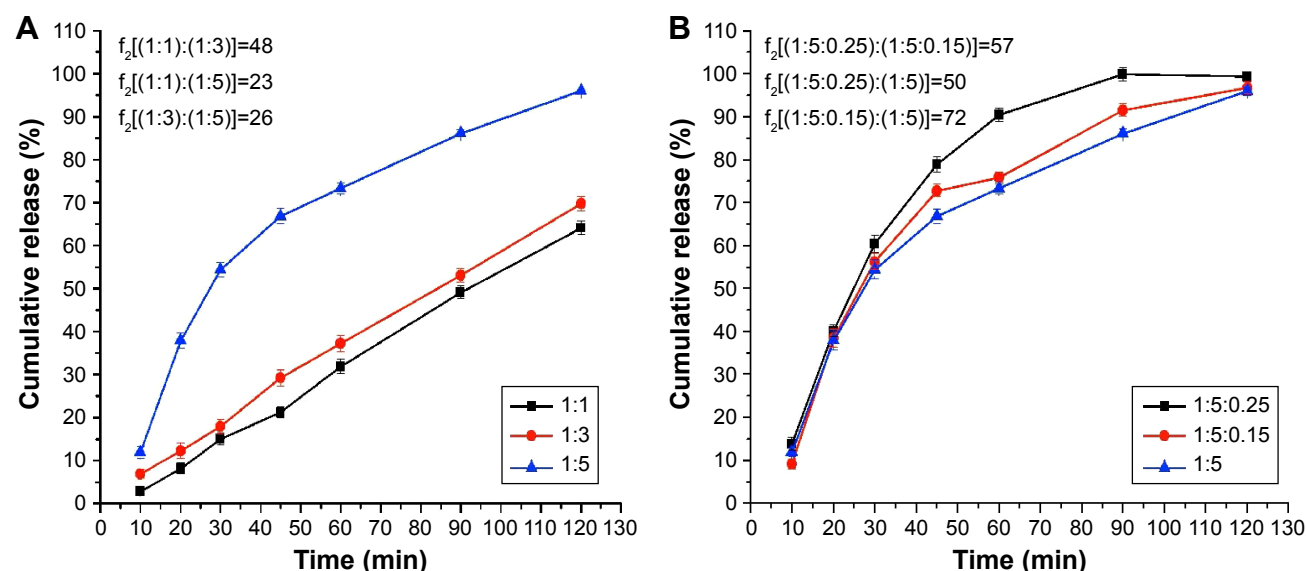 A
f₂[(1:1):(1:3)]=48
f₂[(1:1):(1:5)]=23
f₂[(1:3):(1:5)]=26
Cumulative release (%)
110
100
90
80
70
60
50
40
30
20
10
0
1:1
1:3
1:5
0 10 20 30 40 50 60 70 80 90 100 110 120 130
Time (min)
B
f₂[(1:5:0.25):(1:5:0.15)]=57
f₂[(1:5:0.25):(1:5)]=50
f₂[(1:5:0.15):(1:5)]=72
Cumulative release (%)
110
100
90
80
70
60
50
40
30
20
10
0
1:5:0.25
1:5:0.15
1:5
0 10 20 30 40 50 60 70 80 90 100 110 120 130
Time (min)